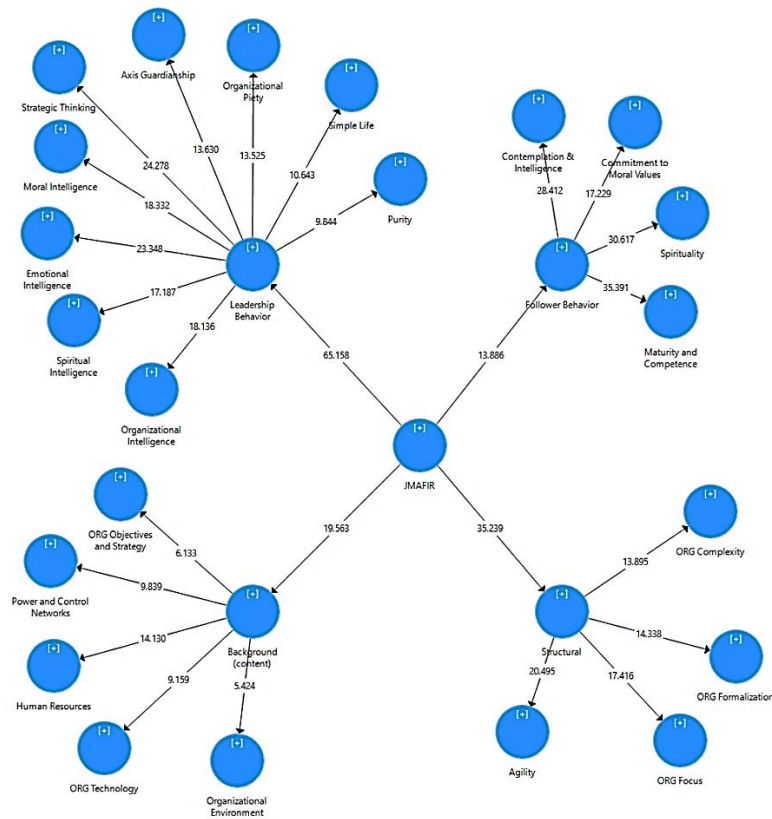 [+]
Axis Guardianship
[+]
Organizational
Piety
[+]
Strategic Thinking
[+]
Simple Life
[+]
Moral Intelligence
[+]
Purity
[+]
Emotional
Intelligence
[+]
Spiritual
Intelligence
[+]
Organizational
Intelligence
24.278
13.630
13.525
10.643
9.844
18.332
23.348
17.187
18.136
[+]
Leadership
Behavior
[+]
Contemplation &
Intelligence
[+]
Commitment to
Moral Values
[+]
Spirituality
[+]
Maturity and
Competence
28.412
17.229
30.617
35.391
[+]
Follower Behavior
65.158
13.886
[+]
JMAFIR
19.563
35.239
[+]
ORG Objectives
and Strategy
[+]
Power and Control
Networks
[+]
Human Resources
[+]
ORG Technology
[+]
Organizational
Environment
6.133
9.839
14.130
9.159
5.424
[+]
Background
(content)
[+]
Structural
13.895
14.338
20.495
17.416
[+]
ORG Complexity
[+]
ORG Formalization
[+]
Agility
[+]
ORG Focus